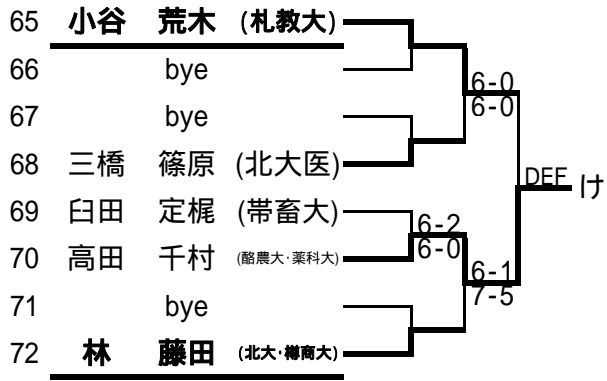 65 小谷 荒木 (札教大)
66 bye
6-0
6-0
67 bye
68 三橋 篠原 (北大医)
DEF け
69 臼田 定梶 (帯畜大)
6-2
6-0
70 高田 千村 (酪農大・薬科大)
6-1
7-5
71 bye
72 林 藤田 (北大・樽商大)